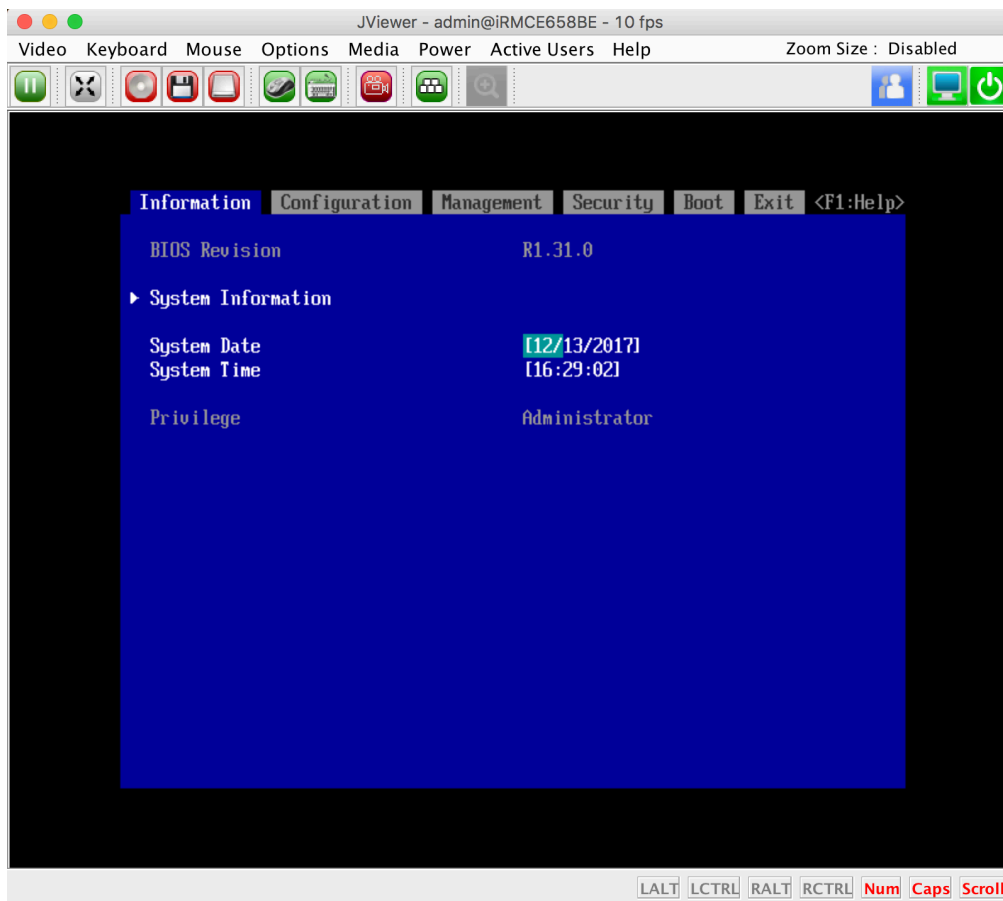 JViewer - admin@iRMCE658BE - 10 fps
Video Keyboard Mouse Options Media Power Active Users Help Zoom Size : Disabled
Information Configuration Management Security Boot Exit <F1:Help>
BIOS Revision R1.31.0
System Information
System Date [12/13/2017]
System Time [16:29:02]
Privilege Administrator
LALT LCTRL RALT RCTRL Num Caps Scroll